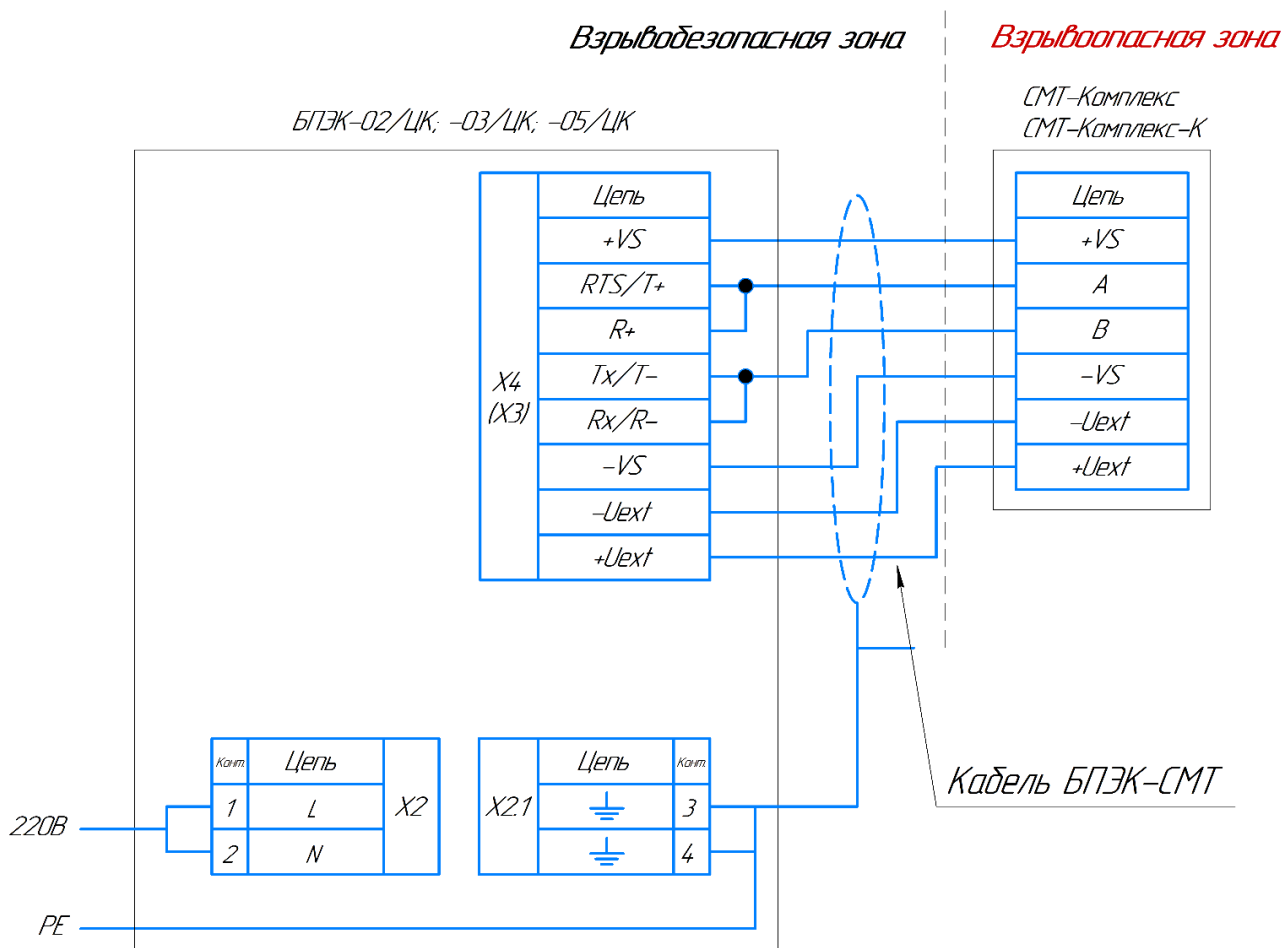 Взрывобезопасная зона
Взрывоопасная зона
БПЭК-02/ЦК; -03/ЦК; -05/ЦК
СМТ-Комплекс
СМТ-Комплекс-К
X4
(X3)
Цепь
+VS
RTS/T+
R+
Tx/T-
Rx/R-
-VS
-Uext
+Uext
Цепь
+VS
A
B
-VS
-Uext
+Uext
Кабель БПЭК-СМТ
220В
PE
Конт. Цепь
1 L
2 N
X2
X2.1
Цепь Конт.
3
4